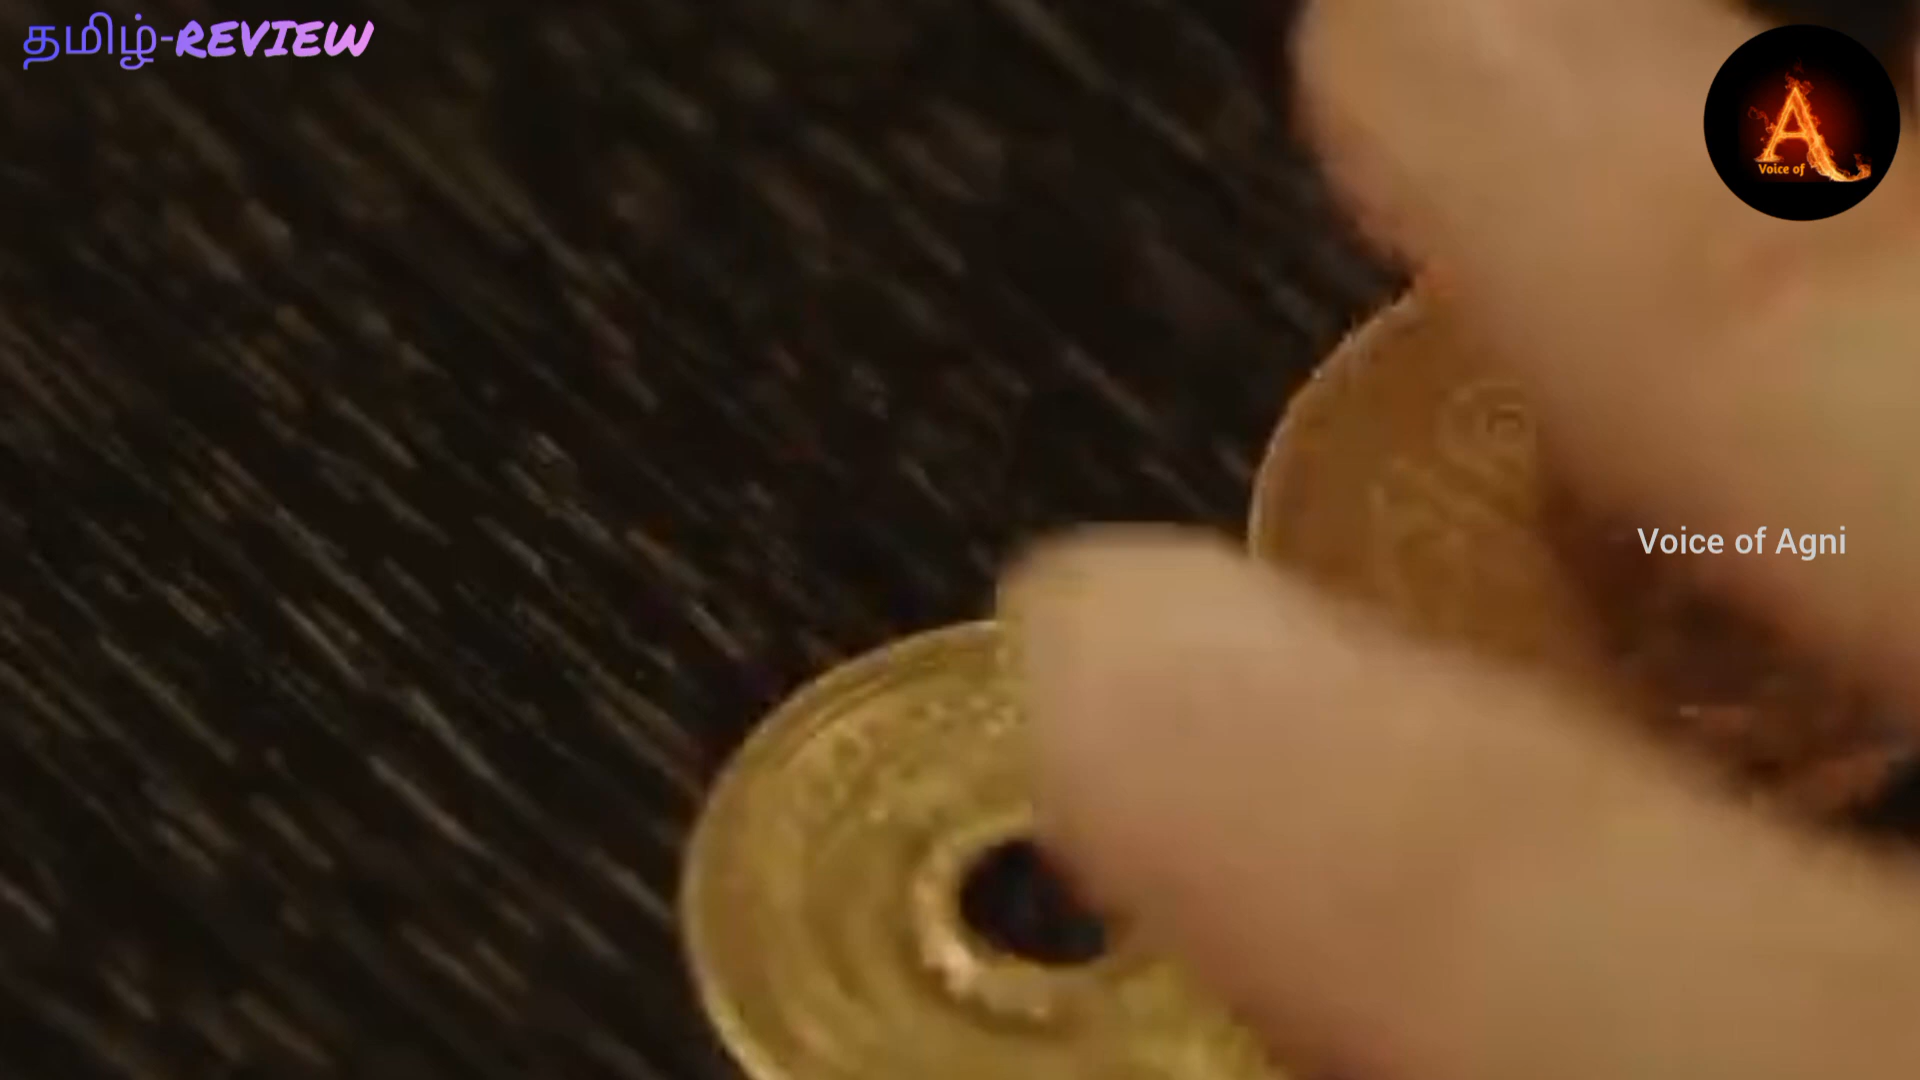 தமிழ்-REVIEW
A
Voice of
Voice of Agni